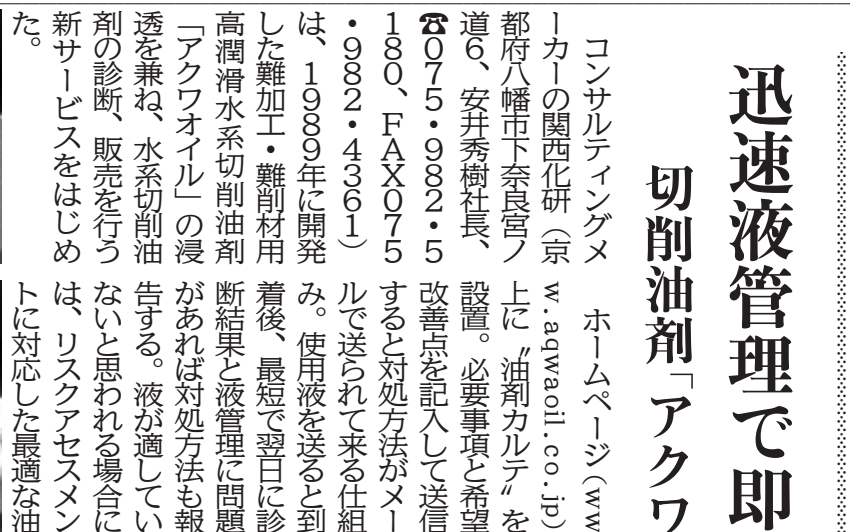 迅速液管理で即
切削油剤「アクワ
コンサルティングメ
ーカーの関西化研（京
都府八幡市下奈良宮ノ
道６、安井秀樹社長、
☎０７５・９８２・５
１８０、ＦＡＸ０７５
・９８２・４３６１）
は、１９８９年に開発
した難加工・難削材用
高潤滑水系切削油剤
「アクワオイル」の浸
透を兼ね、水系切削油
剤の診断、販売を行う
新サービスをはじめ
た。
ホームページ（ｗｗ
ｗ．ａｑｗａｏｉｌ．ｃｏ．ｊｐ）
上に〝油剤カルテ〟を
設置。必要事項と希望
改善点を記入して送信
すると対処方法がメー
ルで送られて来る仕組
み。使用液を送ると到
着後、最短で翌日に診
断結果と液管理に問題
があれば対処方法も報
告する。液が適してい
ないと思われる場合に
は、リスクアセスメン
トに対応した最適な油